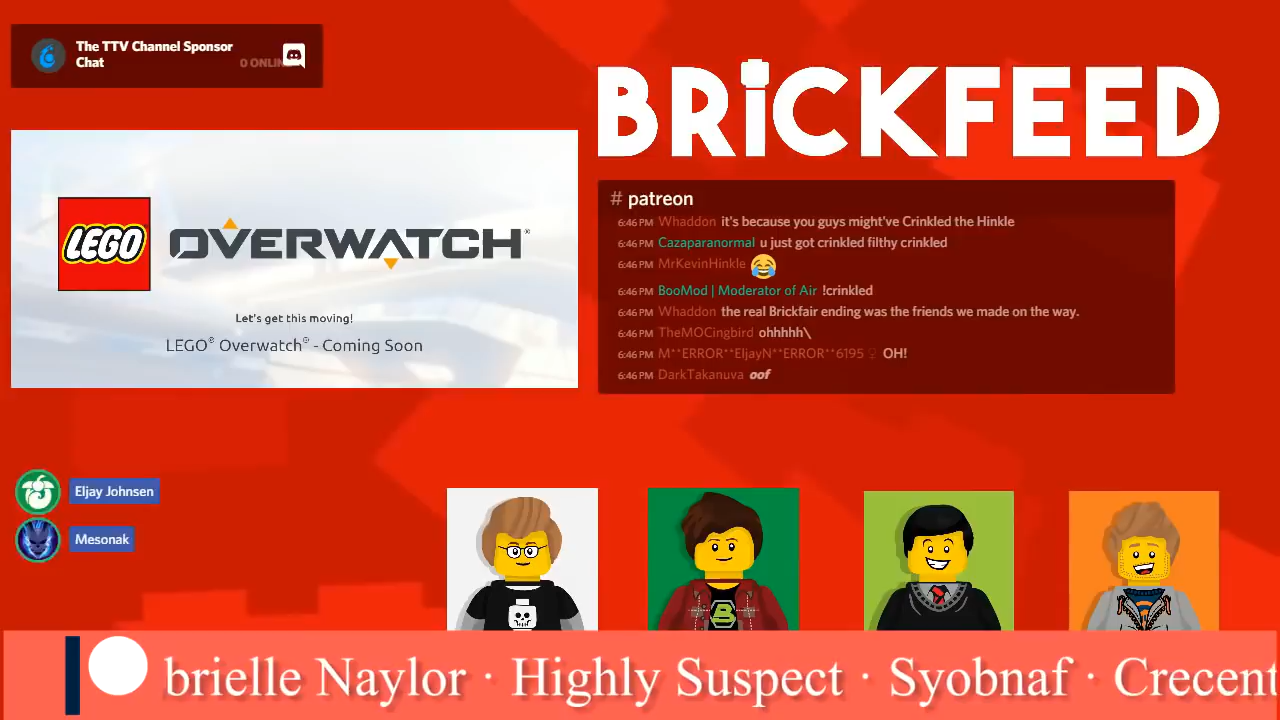 The TTV Channel Sponsor
Chat
0 ONLIN
BRICKFEED
LEGO
OVERWATCH®
Let's get this moving!
LEGO® Overwatch® - Coming Soon
# patreon
6:46 PM Whaddon it's because you guys might've Crinkled the Hinkle
6:46 PM Cazaparanormal u just got crinkled filthy crinkled
6:46 PM MrKevinHinkle 😂
6:46 PM BooMod | Moderator of Air !crinkled
6:46 PM Whaddon the real Brickfair ending was the friends we made on the way.
6:46 PM TheMOCingbird ohhhhh\
6:46 PM M**ERROR**EljayN**ERROR**6195 OH!
6:46 PM DarkTakanuva oof
Eljay Johnsen
Mesonak
B
brielle Naylor · Highly Suspect · Syobnaf · Crecent